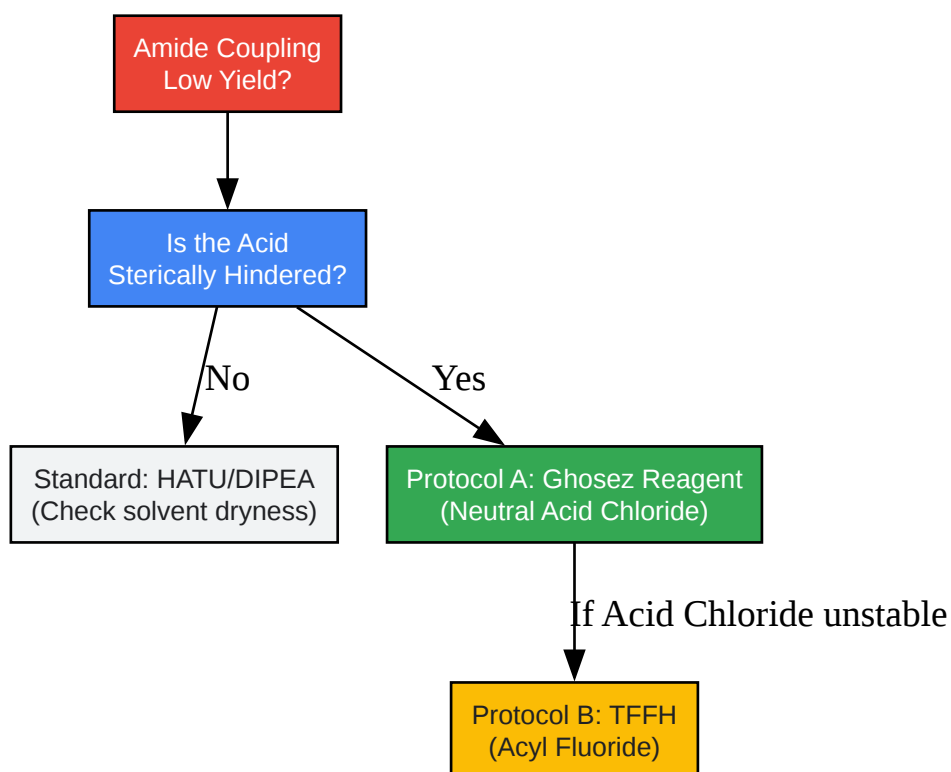 Amide Coupling
Low Yield?
Is the Acid
Sterically Hindered?
No
Yes
Standard: HATU/DIPEA
(Check solvent dryness)
Protocol A: Ghosez Reagent
(Neutral Acid Chloride)
If Acid Chloride unstable
Protocol B: TFFH
(Acyl Fluoride)